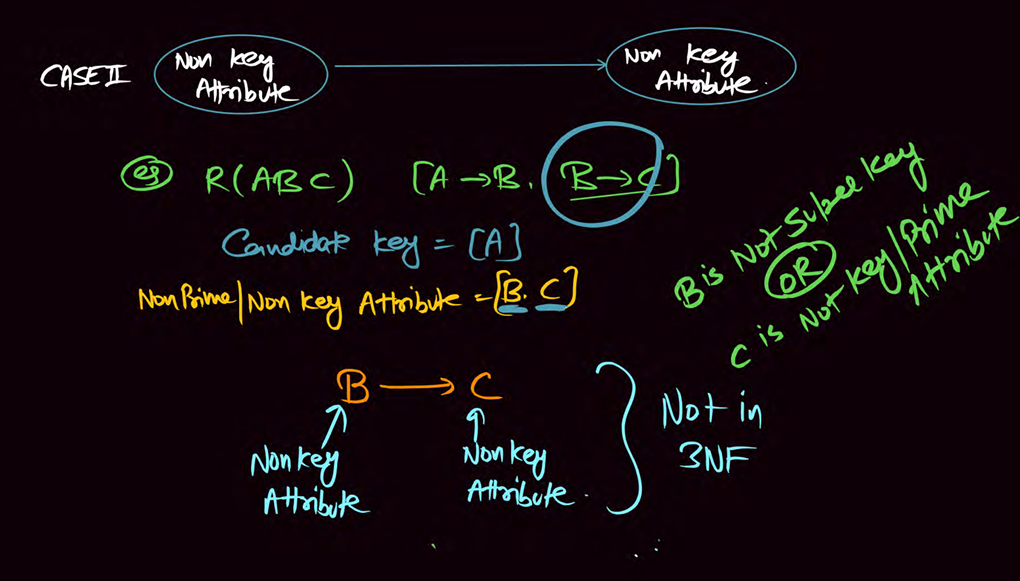 CASE II
Non key
Attribute
Non key
Attribute.
eg R(ABC) [A→B, B→C]
Candidate key = [A]
Non Prime/Non key Attribute = [B, C]
B is Not Super key
OR
C is Not key/Prime
Attribute
B → C
Non key
Attribute
Non key
Attribute.
Not in
3NF